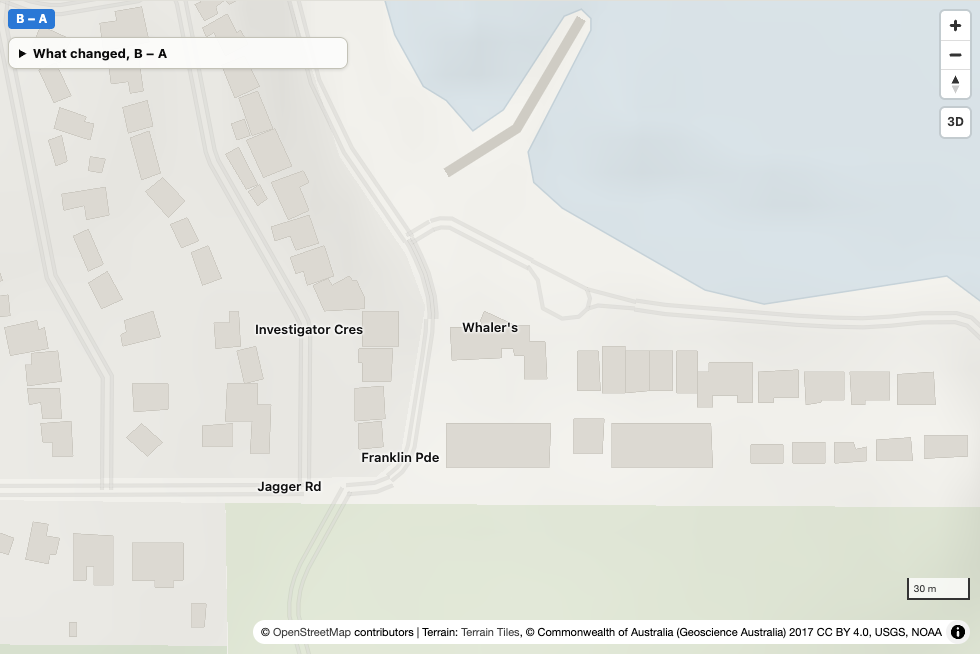 B – A
What changed, B – A
3D
Investigator Cres
Whaler's
Franklin Pde
Jagger Rd
30 m
© OpenStreetMap contributors | Terrain: Terrain Tiles, © Commonwealth of Australia (Geoscience Australia) 2017 CC BY 4.0, USGS, NOAA